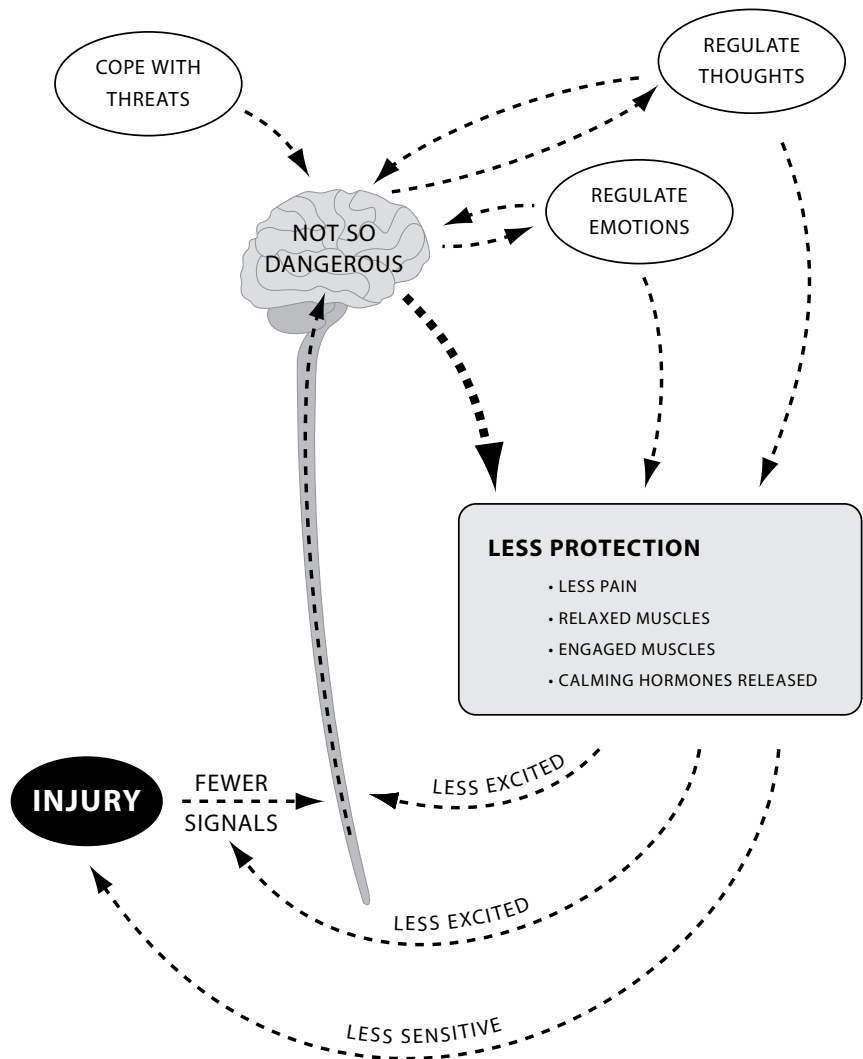 COPE WITH
THREATS
REGULATE
THOUGHTS
REGULATE
EMOTIONS
NOT SO
DANGEROUS
LESS PROTECTION
• LESS PAIN
• RELAXED MUSCLES
• ENGAGED MUSCLES
• CALMING HORMONES RELEASED
INJURY
FEWER
SIGNALS
LESS EXCITED
LESS EXCITED
LESS SENSITIVE